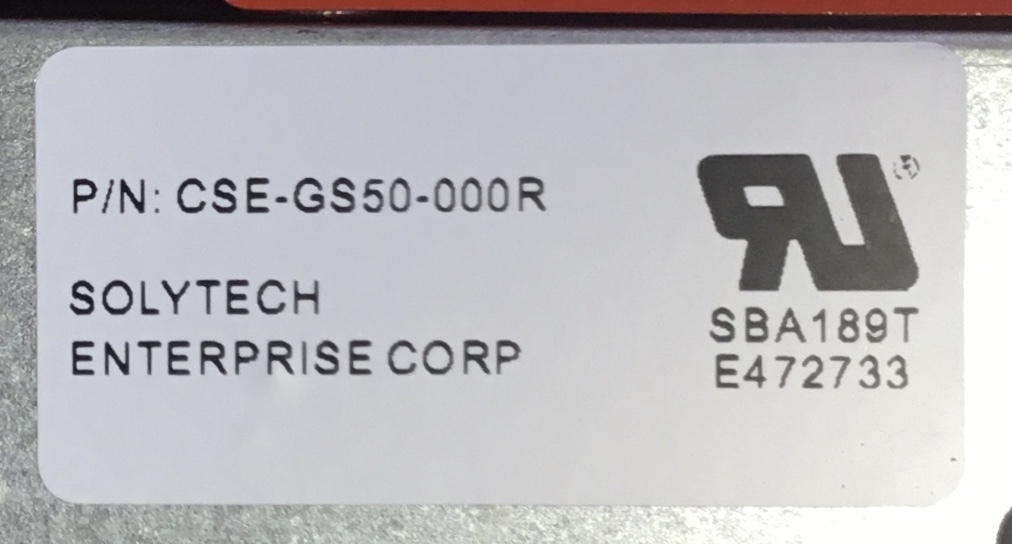 P/N: CSE-GS50-000R
SOLYTECH
ENTERPRISE CORP
SBA189T
E472733